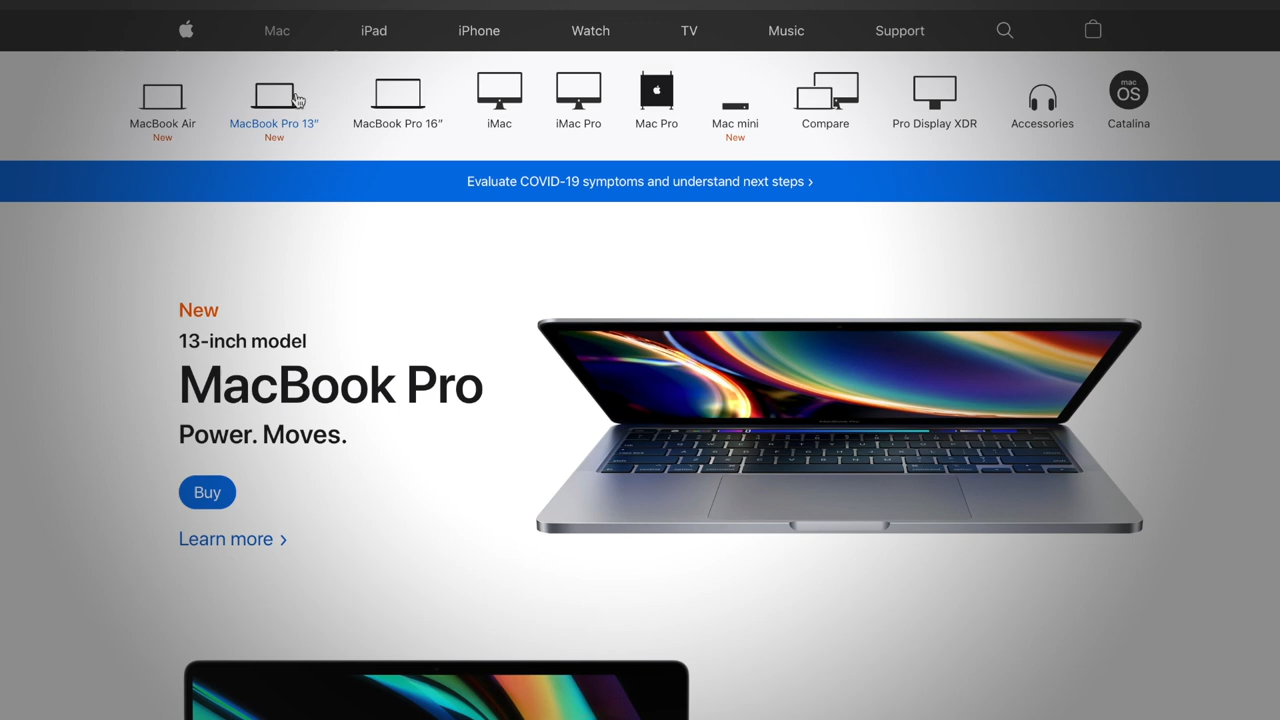 Mac iPad iPhone Watch TV Music Support
MacBook Air MacBook Pro 13” MacBook Pro 16” iMac iMac Pro Mac Pro Mac mini Compare Pro Display XDR Accessories Catalina
New New New
mac
OS
Evaluate COVID-19 symptoms and understand next steps ›
New
13-inch model
MacBook Pro
Power. Moves.
Buy
Learn more ›